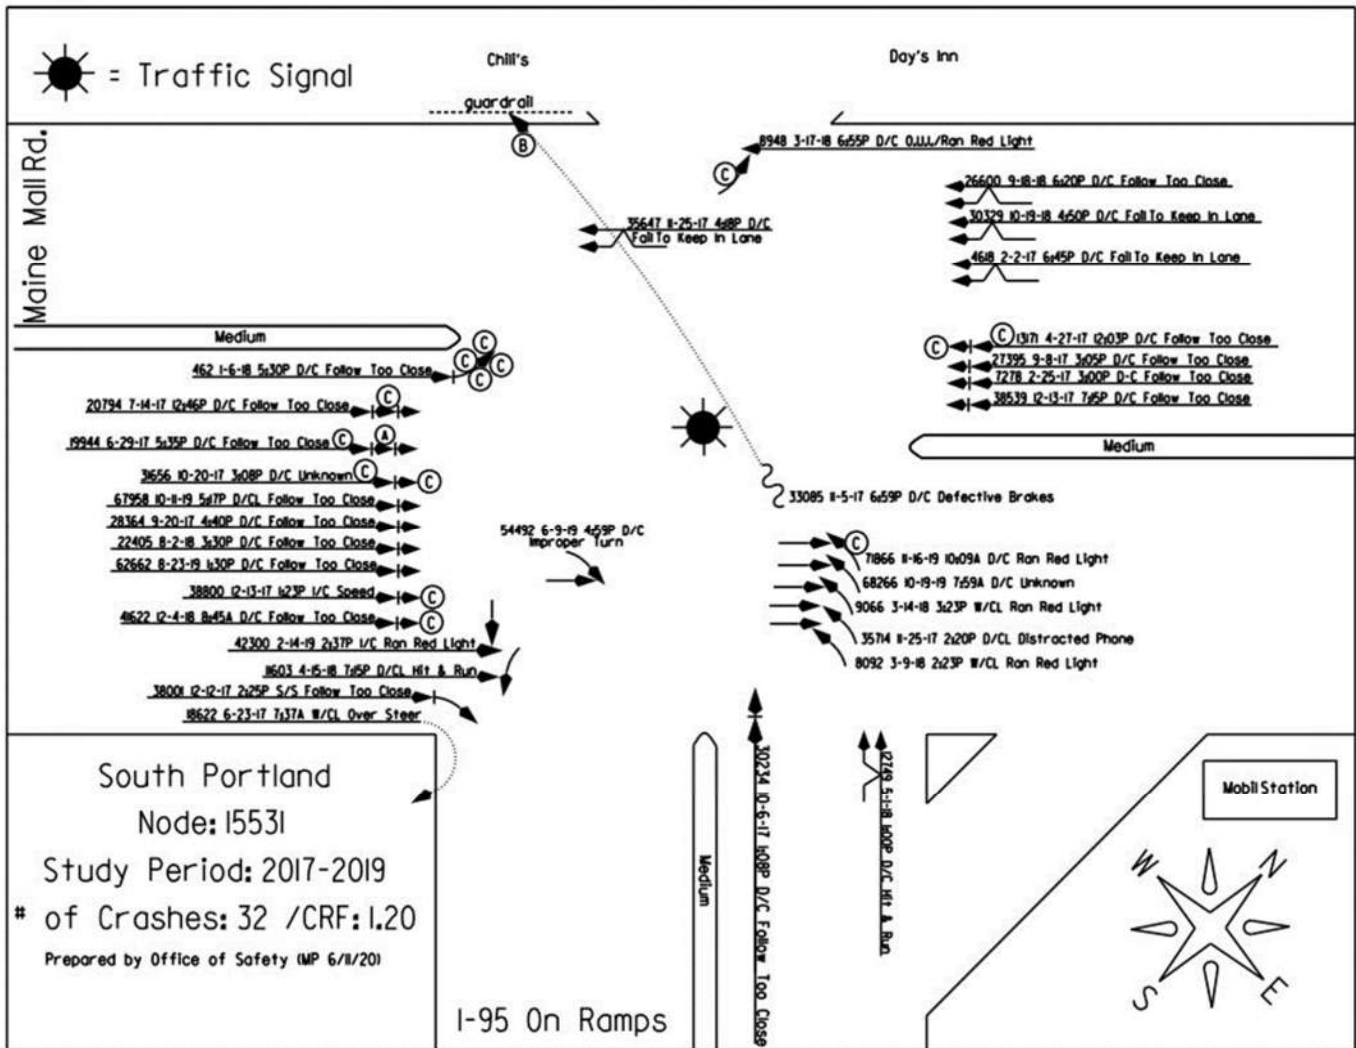 = Traffic Signal
Chili's
Day's Inn
guardrail
Maine Mall Rd.
B
8948 3-17-18 6:55P D/C O.U.I./Ran Red Light
C
26600 9-18-18 6:20P D/C Follow Too Close
35647 11-25-17 4:18P D/C
Fail To Keep In Lane
30329 10-19-18 4:50P D/C Fail To Keep In Lane
4618 2-2-17 6:45P D/C Fail To Keep In Lane
Medium
C
C
C
C
462 1-6-18 5:30P D/C Follow Too Close
C
C
13171 4-27-17 12:03P D/C Follow Too Close
27395 9-8-17 3:05P D/C Follow Too Close
7278 2-25-17 3:00P D-C Follow Too Close
38539 12-13-17 7:15P D/C Follow Too Close
C
20794 7-14-17 12:46P D/C Follow Too Close
19944 6-29-17 5:35P D/C Follow Too Close
C
A
Medium
31656 10-20-17 3:08P D/C Unknown
C
C
67958 10-11-19 5:17P D/CL Follow Too Close
33085 11-5-17 6:59P D/C Defective Brakes
28364 9-20-17 4:40P D/C Follow Too Close
22405 8-2-18 3:30P D/C Follow Too Close
62662 8-23-19 1:30P D/C Follow Too Close
54492 6-9-19 4:59P D/C
Improper Turn
C
71866 11-16-19 10:09A D/C Ran Red Light
68266 10-19-19 7:59A D/C Unknown
9066 3-14-18 3:23P W/CL Ran Red Light
35714 11-25-17 2:20P D/CL Distracted Phone
8092 3-9-18 2:23P W/CL Ran Red Light
38800 12-13-17 1:23P I/C Speed
C
41622 12-4-18 8:45A D/C Follow Too Close
C
42300 2-14-19 2:37P I/C Ran Red Light
11603 4-15-18 7:15P D/CL Hit & Run
38001 12-12-17 2:25P S/S Follow Too Close
18622 6-23-17 7:37A W/CL Over Steer
South Portland
Node: 15531
Study Period: 2017-2019
# of Crashes: 32 /CRF: 1.20
Prepared by Office of Safety (MP 6/11/20)
Medium
30234 10-6-17 1:08P D/C Follow Too Close
12749 5-1-18 1:00P D/C Hit & Run
Mobil Station
W
N
S
E
I-95 On Ramps